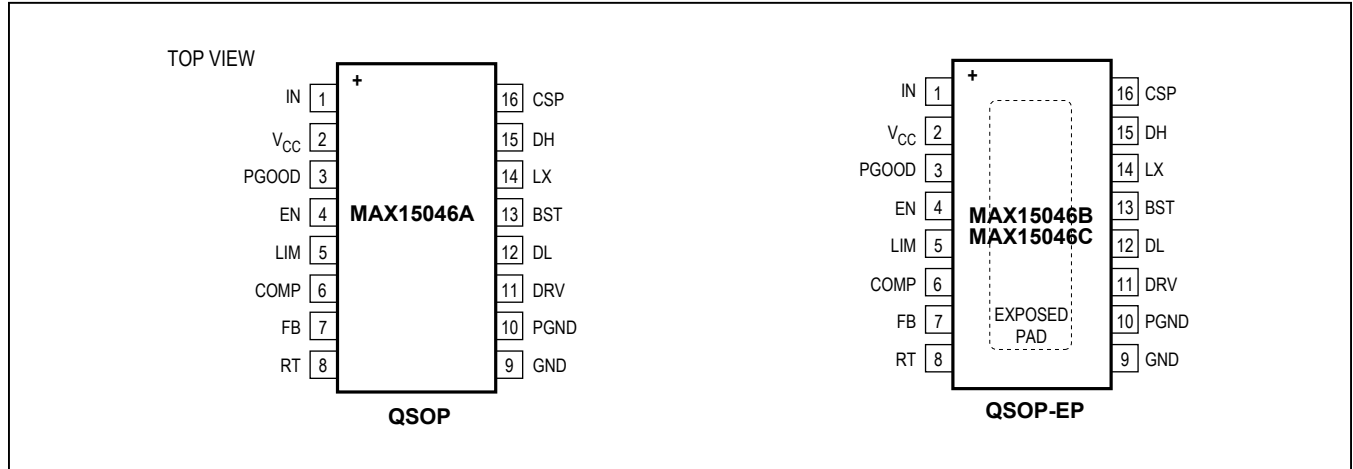 TOP VIEW
+
IN 1
VCC 2
PGOOD 3
EN 4
LIM 5
COMP 6
FB 7
RT 8
MAX15046A
16 CSP
15 DH
14 LX
13 BST
12 DL
11 DRV
10 PGND
9 GND
QSOP
+
IN 1
VCC 2
PGOOD 3
EN 4
LIM 5
COMP 6
FB 7
RT 8
MAX15046B
MAX15046C
EXPOSED
PAD
16 CSP
15 DH
14 LX
13 BST
12 DL
11 DRV
10 PGND
9 GND
QSOP-EP